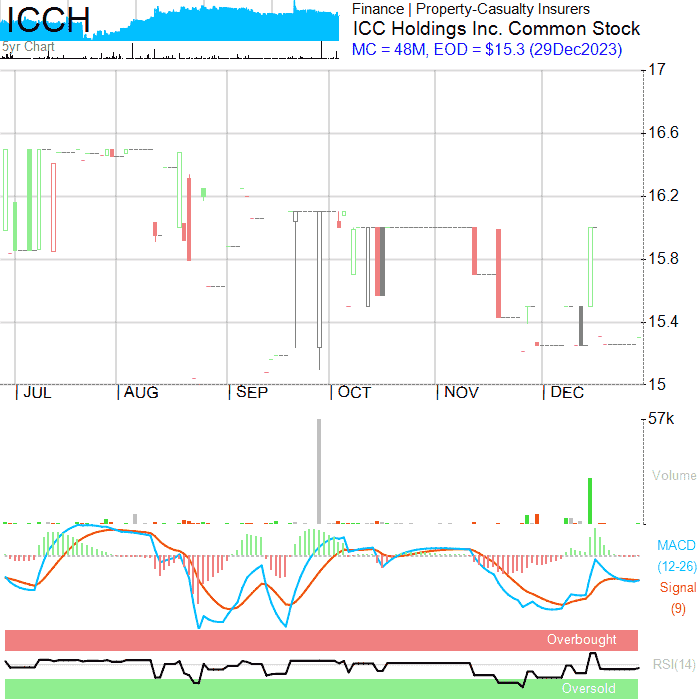 ICCH
5yr Chart
Finance | Property-Casualty Insurers
ICC Holdings Inc. Common Stock
MC = 48M, EOD = $15.3 (29Dec2023)
17
16.6
16.2
15.8
15.4
15
|JUL |AUG |SEP |OCT |NOV |DEC
57k
Volume
MACD
(12-26)
Signal
(9)
Overbought
RSI(14)
Oversold